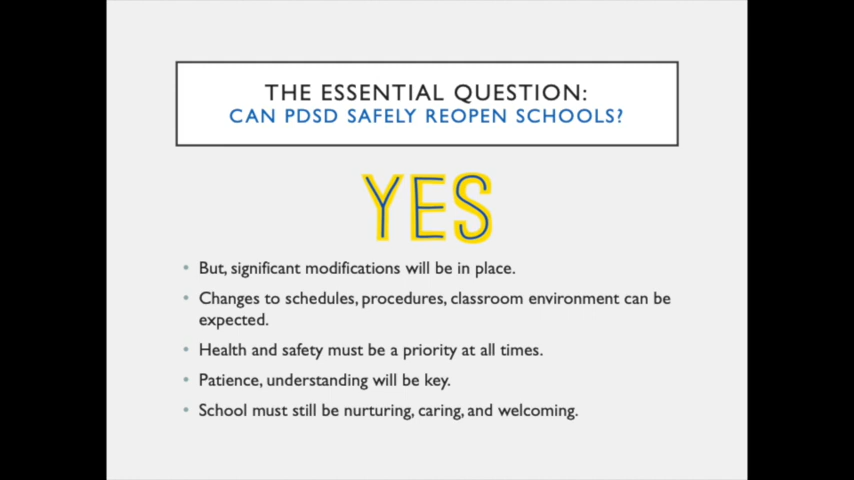 THE ESSENTIAL QUESTION:
CAN PDSD SAFELY REOPEN SCHOOLS?
YES
• But, significant modifications will be in place.
• Changes to schedules, procedures, classroom environment can be
expected.
• Health and safety must be a priority at all times.
• Patience, understanding will be key.
• School must still be nurturing, caring, and welcoming.